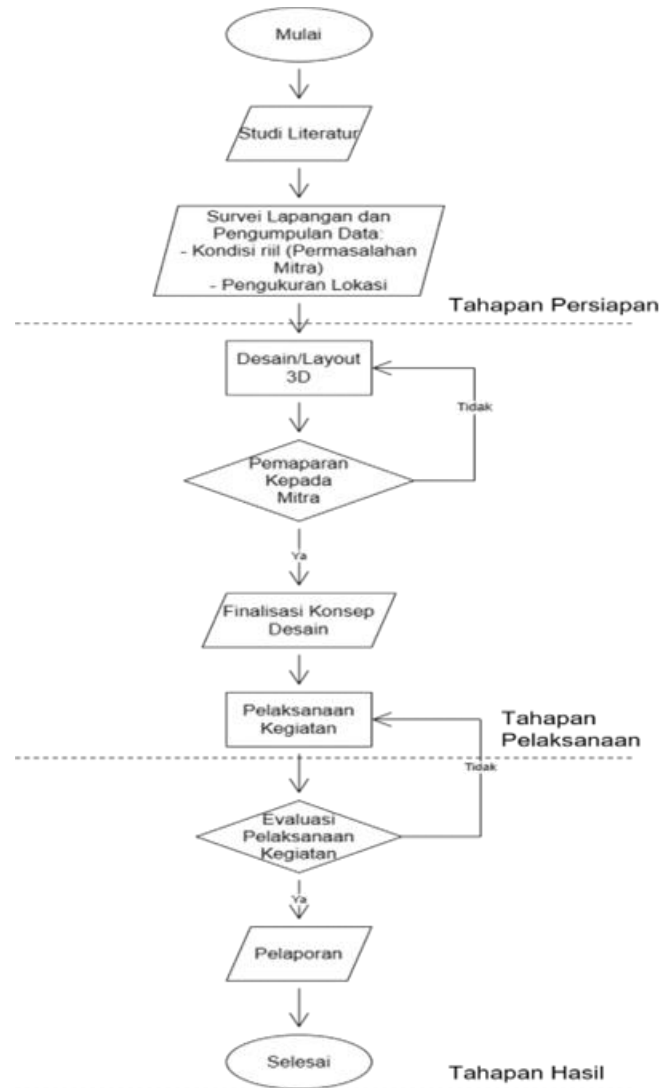 Mulai
Studi Literatur
Survei Lapangan dan
Pengumpulan Data:
- Kondisi riil (Permasalahan
Mitra)
- Pengukuran Lokasi
Tahapan Persiapan
Desain/Layout
3D
Tidak
Pemaparan
Kepada
Mitra
Ya
Finalisasi Konsep
Desain
Pelaksanaan
Kegiatan
Tahapan
Pelaksanaan
Tidak
Evaluasi
Pelaksanaan
Kegiatan
Ya
Pelaporan
Selesai
Tahapan Hasil